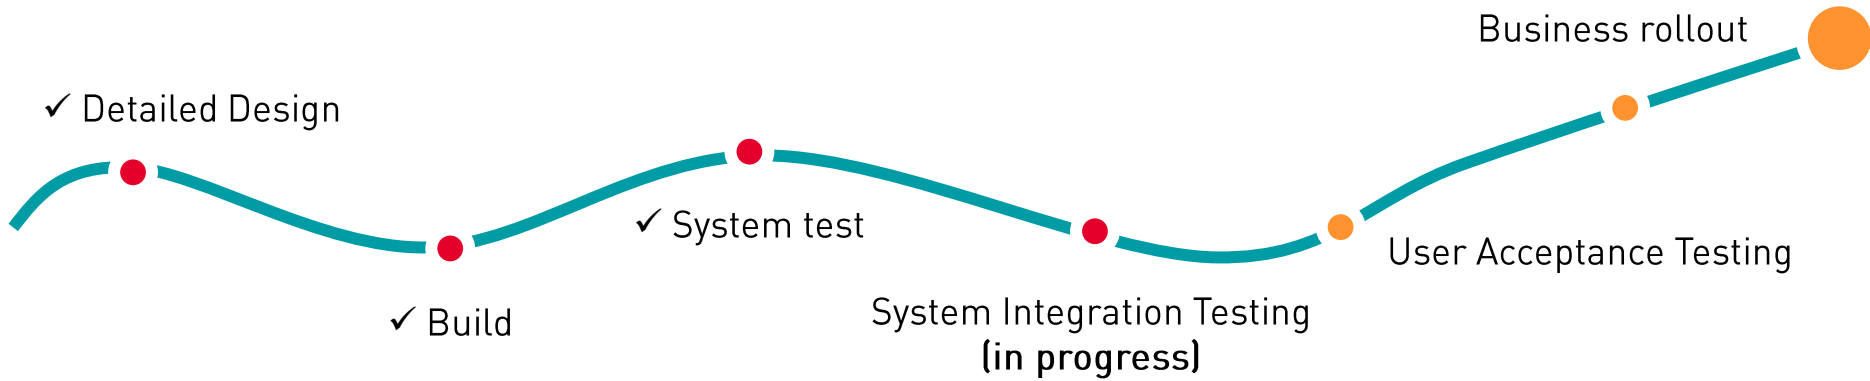 ✓ Detailed Design
✓ Build
✓ System test
System Integration Testing
(in progress)
User Acceptance Testing
Business rollout